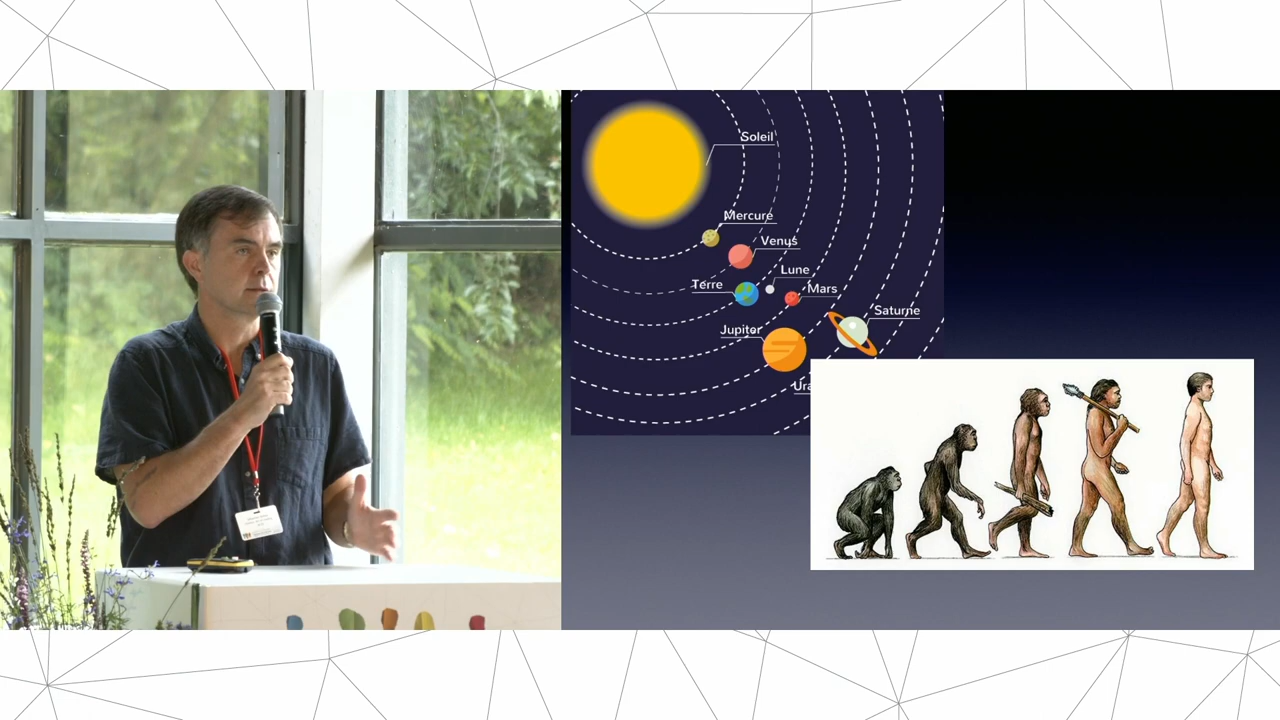 Soleil
Mercure
Venus
Lune
Terre
Mars
Saturne
Jupiter